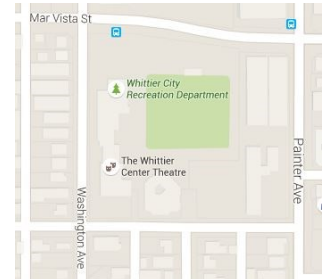 Mar Vista St
Whittier City
Recreation Department
The Whittier
Center Theatre
Washington Ave
Painter Ave